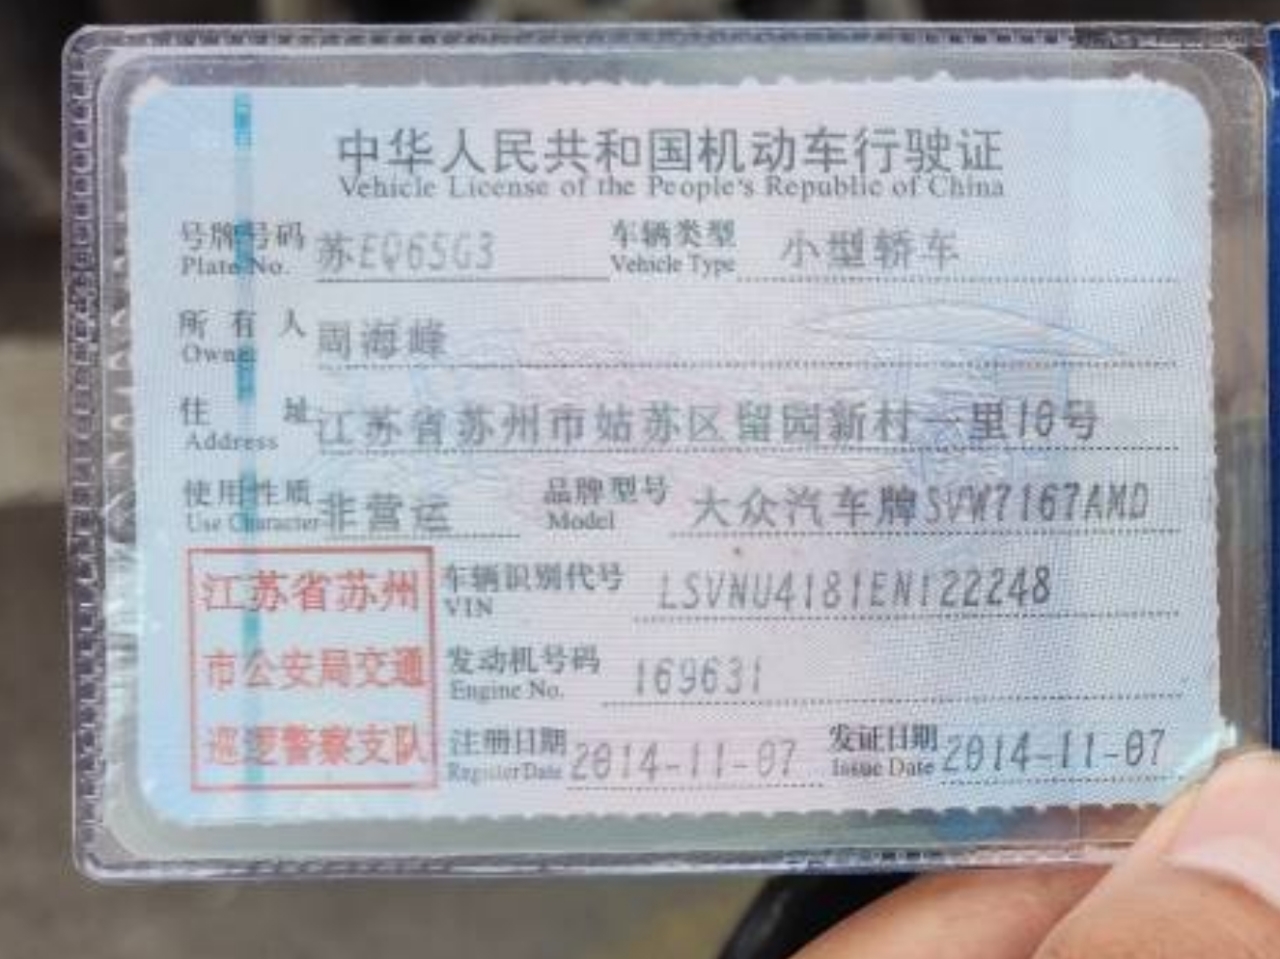 中华人民共和国机动车行驶证
Vehicle License of the People's Republic of China
号牌号码 苏EQ65G3 车辆类型 小型轿车
Plate No. Vehicle Type
所有人 周海峰
Owner
住址 江苏省苏州市姑苏区留园新村一里10号
Address
使用性质 非营运 品牌型号 大众汽车牌SVW7167AMD
Use Character Model
江苏省苏州
市公安局交通
巡逻警察支队
车辆识别代号 LSVNU4181EN122248
VIN
发动机号码 169631
Engine No.
注册日期 2014-11-07 发证日期 2014-11-07
Register Date Issue Date